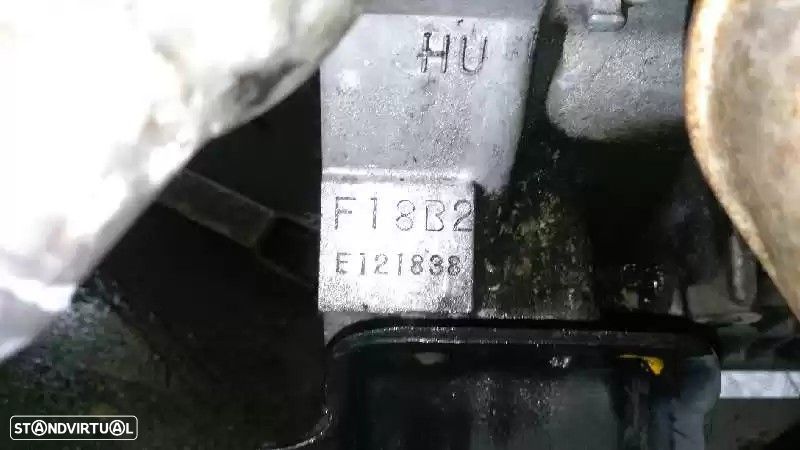 HU
F18B2
E121838
STANDVIRTUAL